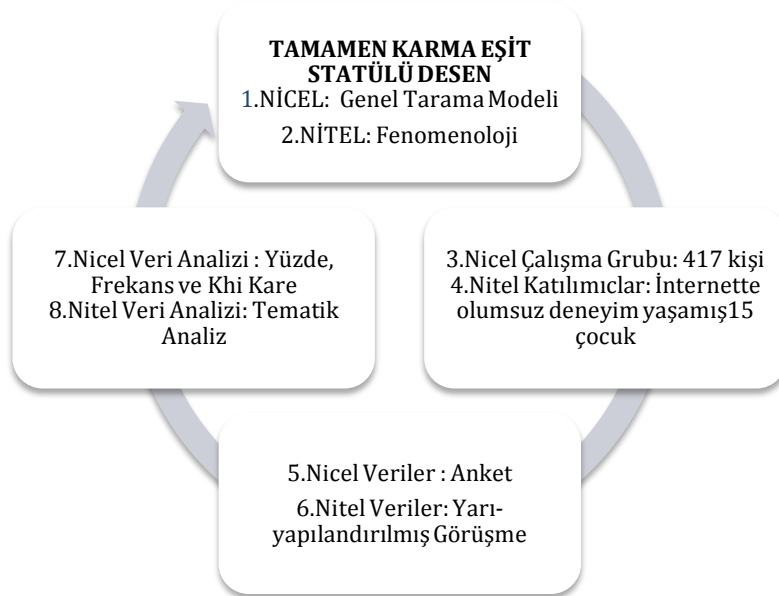 TAMAMEN KARMA EŞİT
STATÜLÜ DESEN
1.NİCEL: Genel Tarama Modeli
2.NİTEL: Fenomenoloji
3.Nicel Çalışma Grubu: 417 kişi
4.Nitel Katılımıclar: İnternette
olumsuz deneyim yaşamış15
çocuk
5.Nicel Veriler : Anket
6.Nitel Veriler: Yarı-
yapılandırılmış Görüşme
7.Nicel Veri Analizi : Yüzde,
Frekans ve Khi Kare
8.Nitel Veri Analizi: Tematik
Analiz